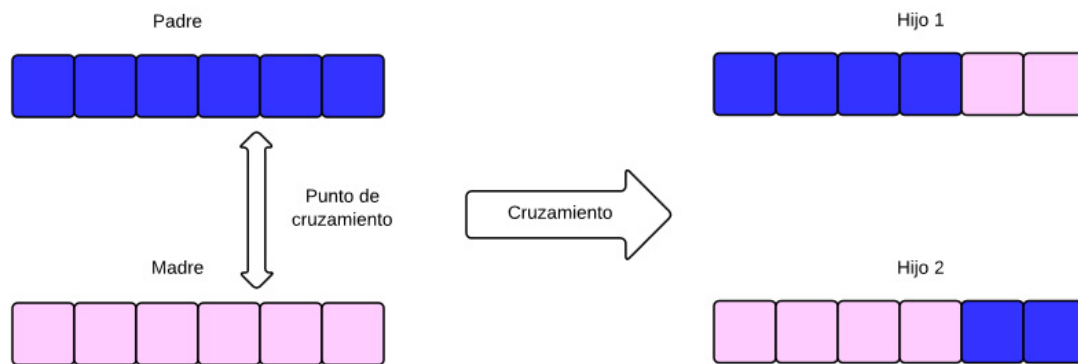 Padre
Hijo 1
Punto de
cruzamiento
Cruzamiento
Madre
Hijo 2